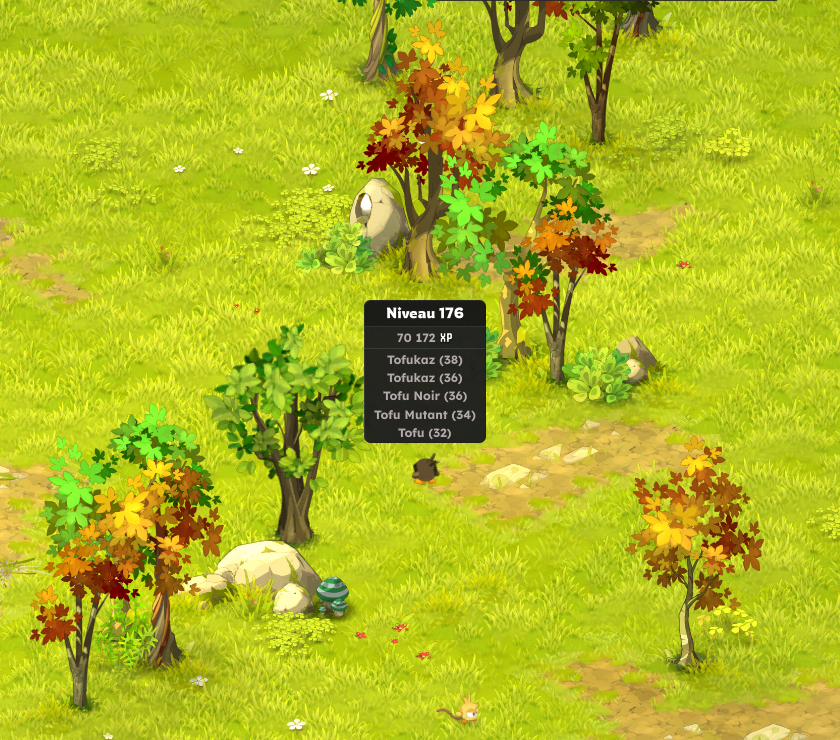 Niveau 176
70 172 XP
Tofukaz (38)
Tofukaz (36)
Tofu Noir (36)
Tofu Mutant (34)
Tofu (32)